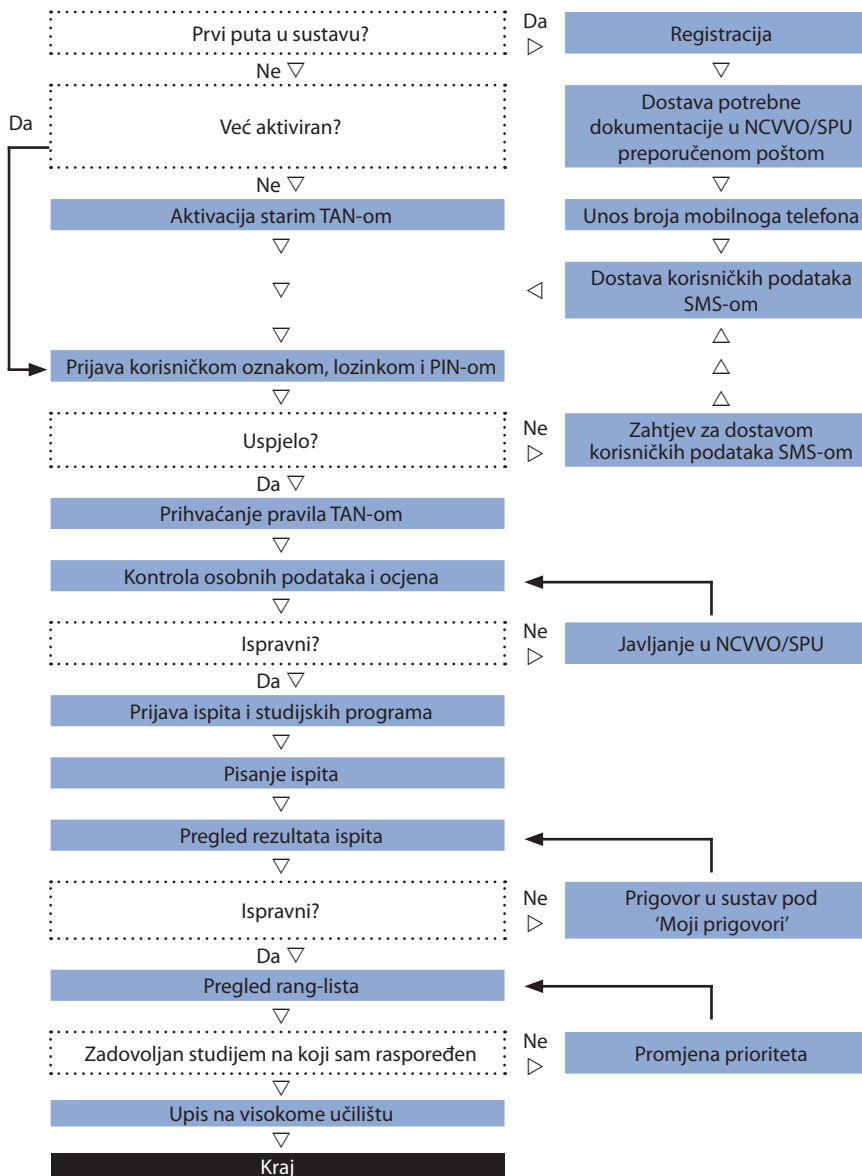 Prvi puta u sustavu?
Da
Registracija
Ne
Da
Već aktiviran?
Dostava potrebne
dokumentacije u NCVVO/SPU
preporučenom poštom
Ne
Aktivacija starim TAN-om
Unos broja mobilnoga telefona
Dostava korisničkih podataka
SMS-om
Prijava korisničkom oznakom, lozinkom i PIN-om
Uspjelo?
Ne
Zahtjev za dostavom
korisničkih podataka SMS-om
Da
Prihvaćanje pravila TAN-om
Kontrola osobnih podataka i ocjena
Ispravni?
Ne
Javljanje u NCVVO/SPU
Da
Prijava ispita i studijskih programa
Pisanje ispita
Pregled rezultata ispita
Ispravni?
Ne
Prigovor u sustav pod
‘Moji prigovori’
Da
Pregled rang-lista
Zadovoljan studijem na koji sam raspoređen
Ne
Promjena prioriteta
Upis na visokome učilištu
Kraj